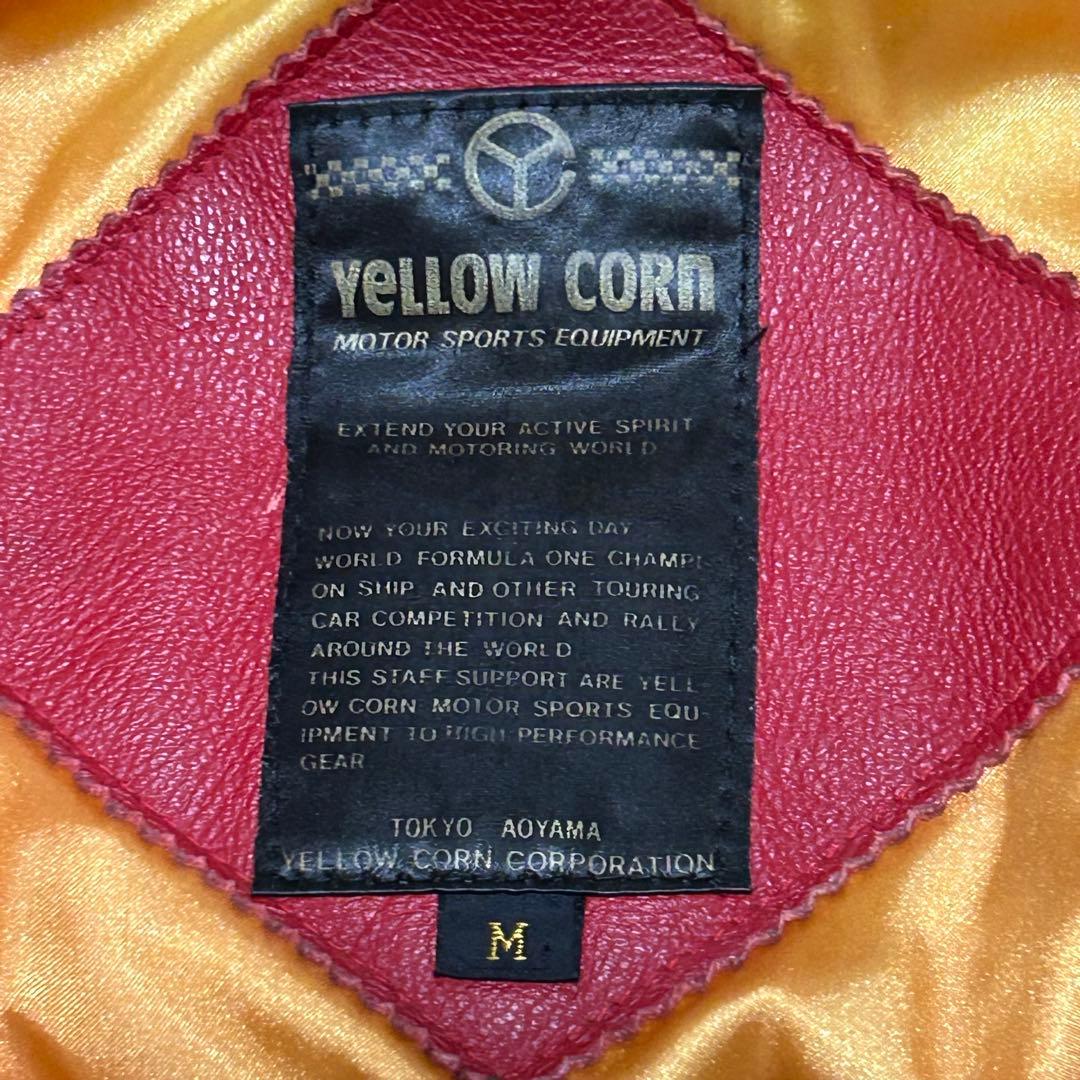 YeLLOW CORn
MOTOR SPORTS EQUIPMENT
EXTEND YOUR ACTIVE SPIRIT
AND MOTORING WORLD
NOW YOUR EXCITING DAY
WORLD FORMULA ONE CHAMPI
ON SHIP AND OTHER TOURING
CAR COMPETITION AND RALLY
AROUND THE WORLD
THIS STAFF SUPPORT ARE YELL-
OW CORN MOTOR SPORTS EQU-
IPMENT TO HIGH PERFORMANCE
GEAR
TOKYO AOYAMA
YELLOW CORN CORPORATION
M